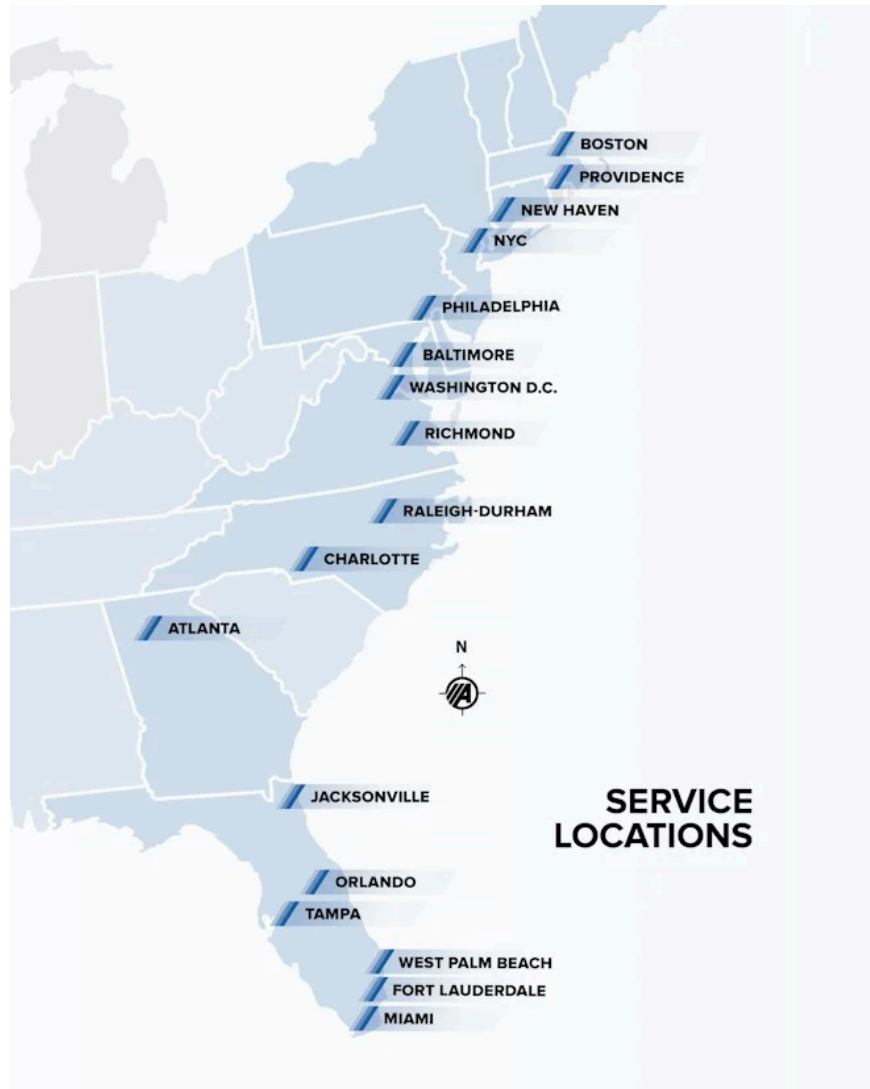 BOSTON
PROVIDENCE
NEW HAVEN
NYC
PHILADELPHIA
BALTIMORE
WASHINGTON D.C.
RICHMOND
RALEIGH-DURHAM
CHARLOTTE
ATLANTA
N
A
JACKSONVILLE
SERVICE
LOCATIONS
ORLANDO
TAMPA
WEST PALM BEACH
FORT LAUDERDALE
MIAMI